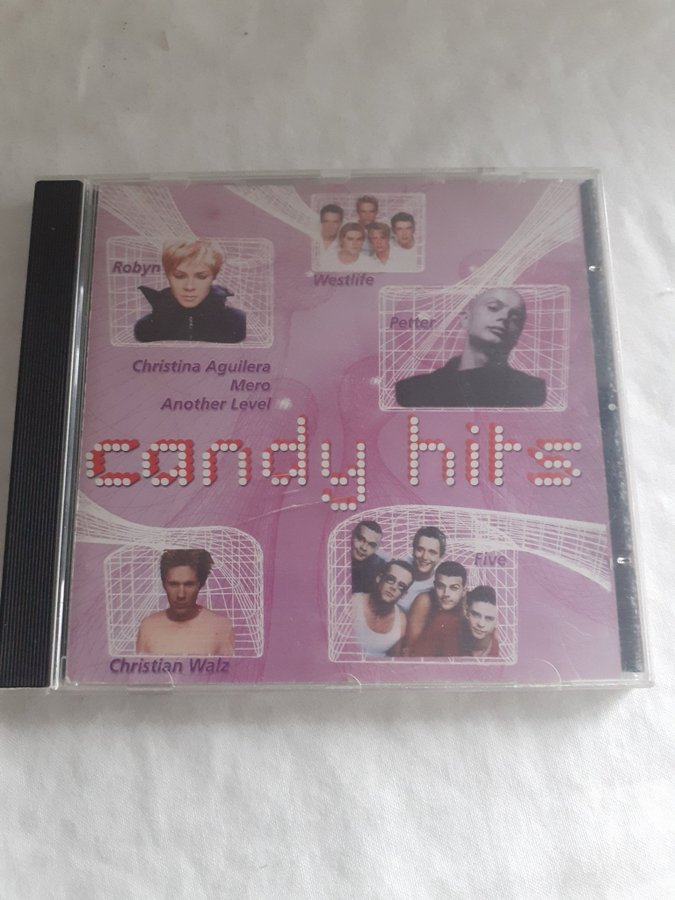 Robyn
Westlife
Petter
Christina Aguilera
Mero
Another Level
candy hits
Five
Christian Walz